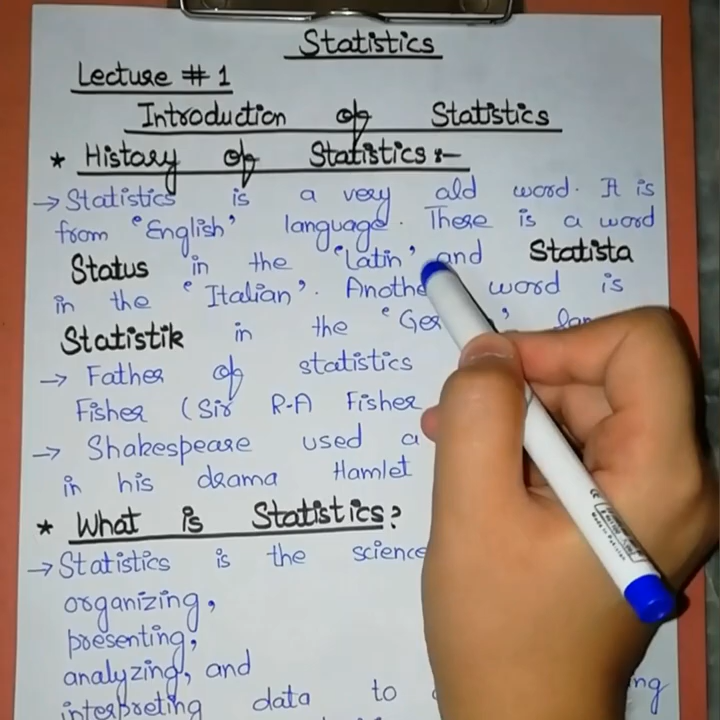 Statistics
Lecture # 1
Introduction of Statistics
* History of Statistics :-
→ Statistics is a very old word. It is
from "English" language. There is a word
Status in the "Latin" and Statista
in the "Italian". word is
Statistik in the
→ Father of statistics
Fisher (Sir R.A Fisher
→ Shakespeare used a
in his drama Hamlet
* What is Statistics?
→ Statistics is the science
organizing,
presenting,
analyzing, and
interpreting data to